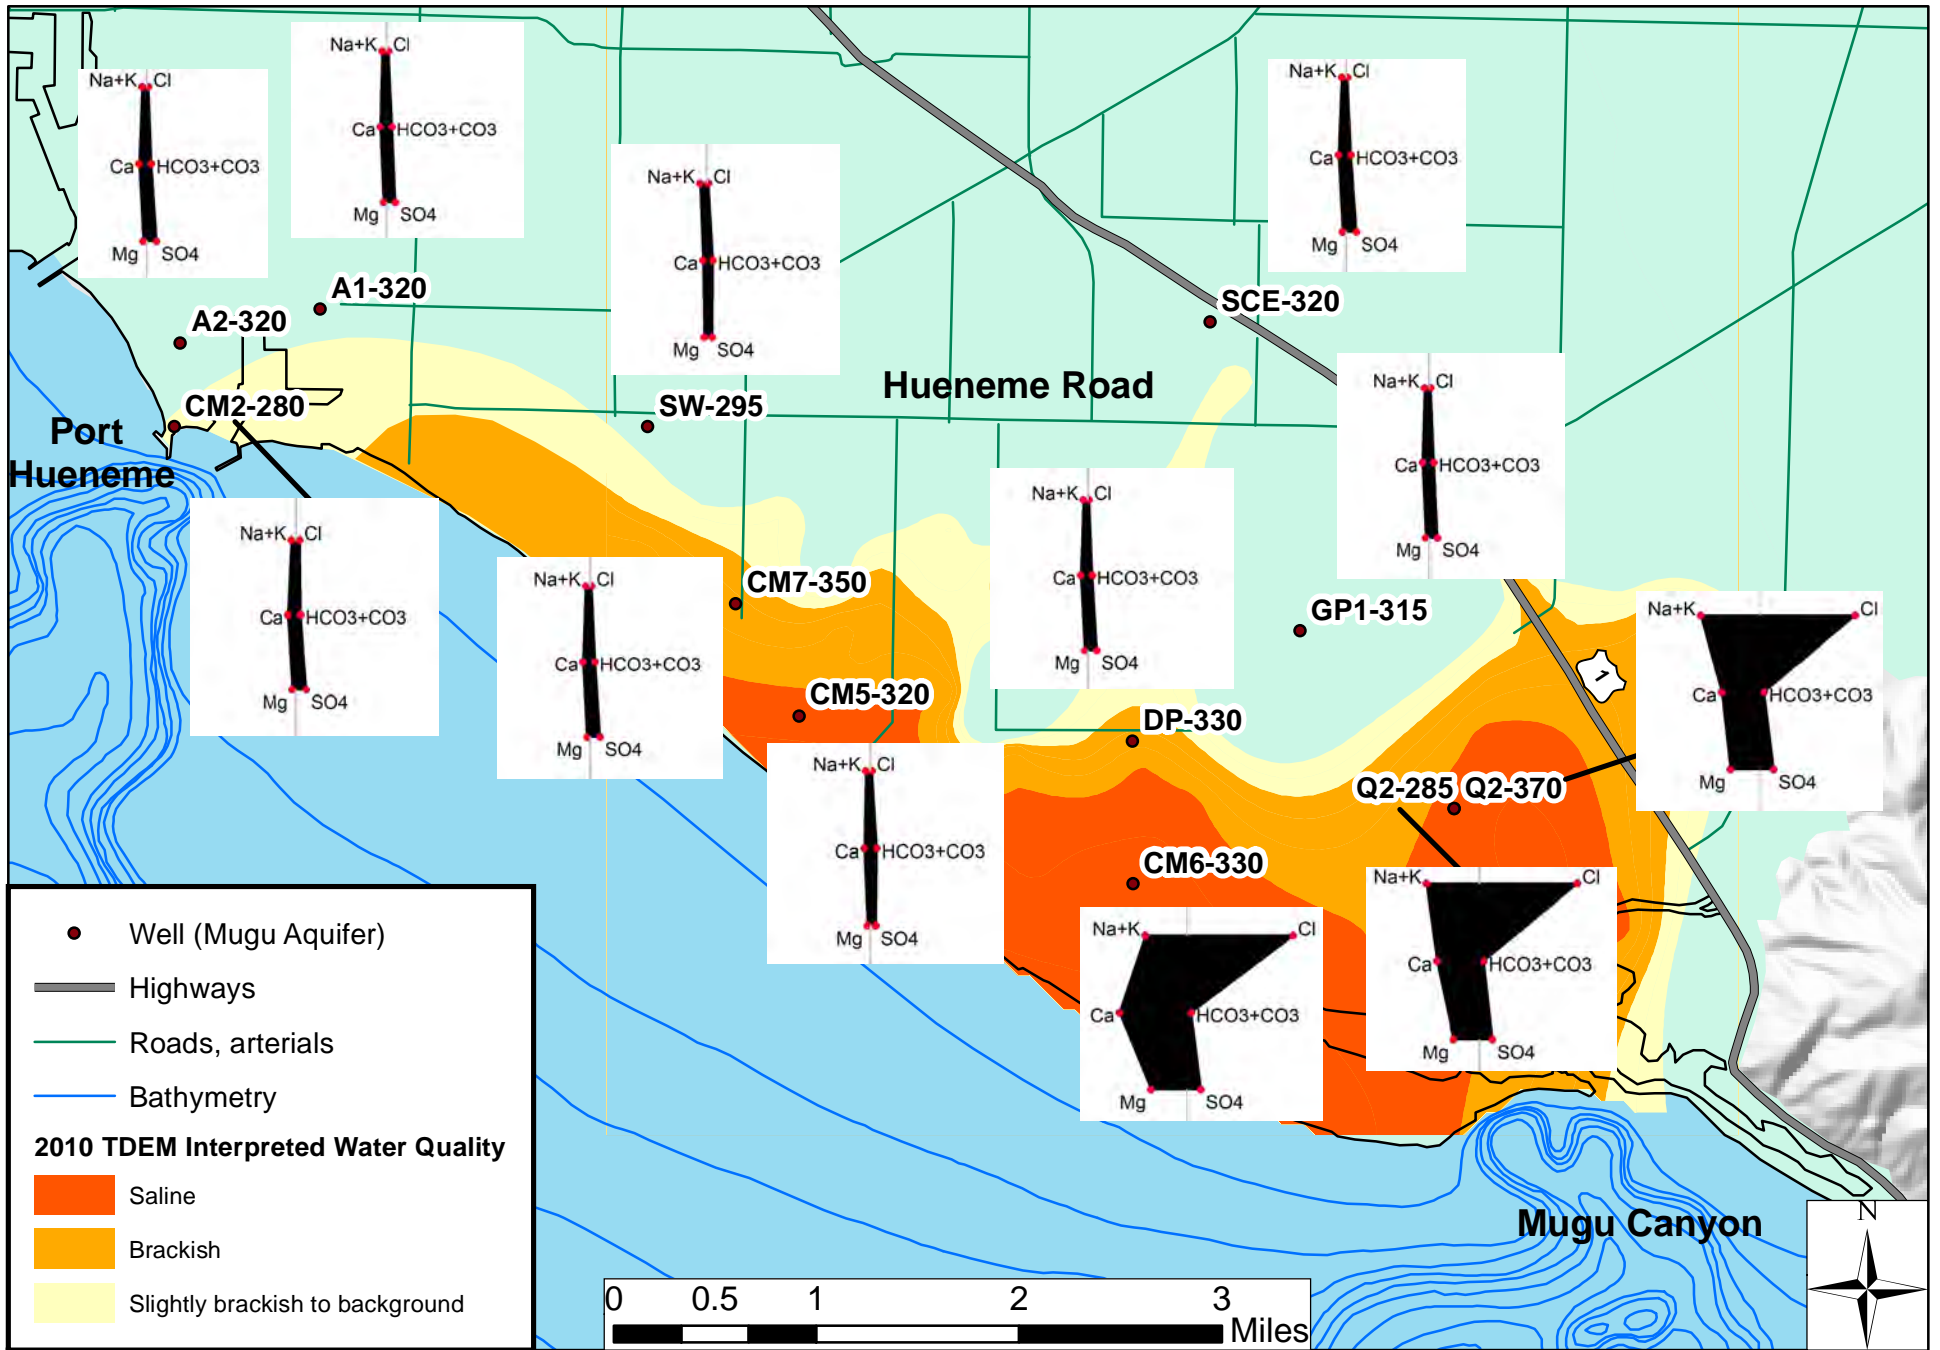 Na+K Cl
Ca HCO3+CO3
Mg SO4
Na+K Cl
Ca HCO3+CO3
Mg SO4
Na+K Cl
Ca HCO3+CO3
Mg SO4
Na+K Cl
Ca HCO3+CO3
Mg SO4
A1-320
A2-320
SCE-320
CM2-280
SW-295
Hueneme Road
Port
Hueneme
Na+K Cl
Ca HCO3+CO3
Mg SO4
Na+K Cl
Ca HCO3+CO3
Mg SO4
Na+K Cl
Ca HCO3+CO3
Mg SO4
Na+K Cl
Ca HCO3+CO3
Mg SO4
CM7-350
GP1-315
1
Na+K Cl
Ca HCO3+CO3
Mg SO4
CM5-320
DP-330
Q2-285 Q2-370
Na+K Cl
Ca HCO3+CO3
Mg SO4
CM6-330
Na+K Cl
Ca HCO3+CO3
Mg SO4
Na+K Cl
Ca HCO3+CO3
Mg SO4
Well (Mugu Aquifer)
Highways
Roads, arterials
Bathymetry
2010 TDEM Interpreted Water Quality
Saline
Brackish
Slightly brackish to background
Mugu Canyon
N
0 0.5 1 2 3
Miles